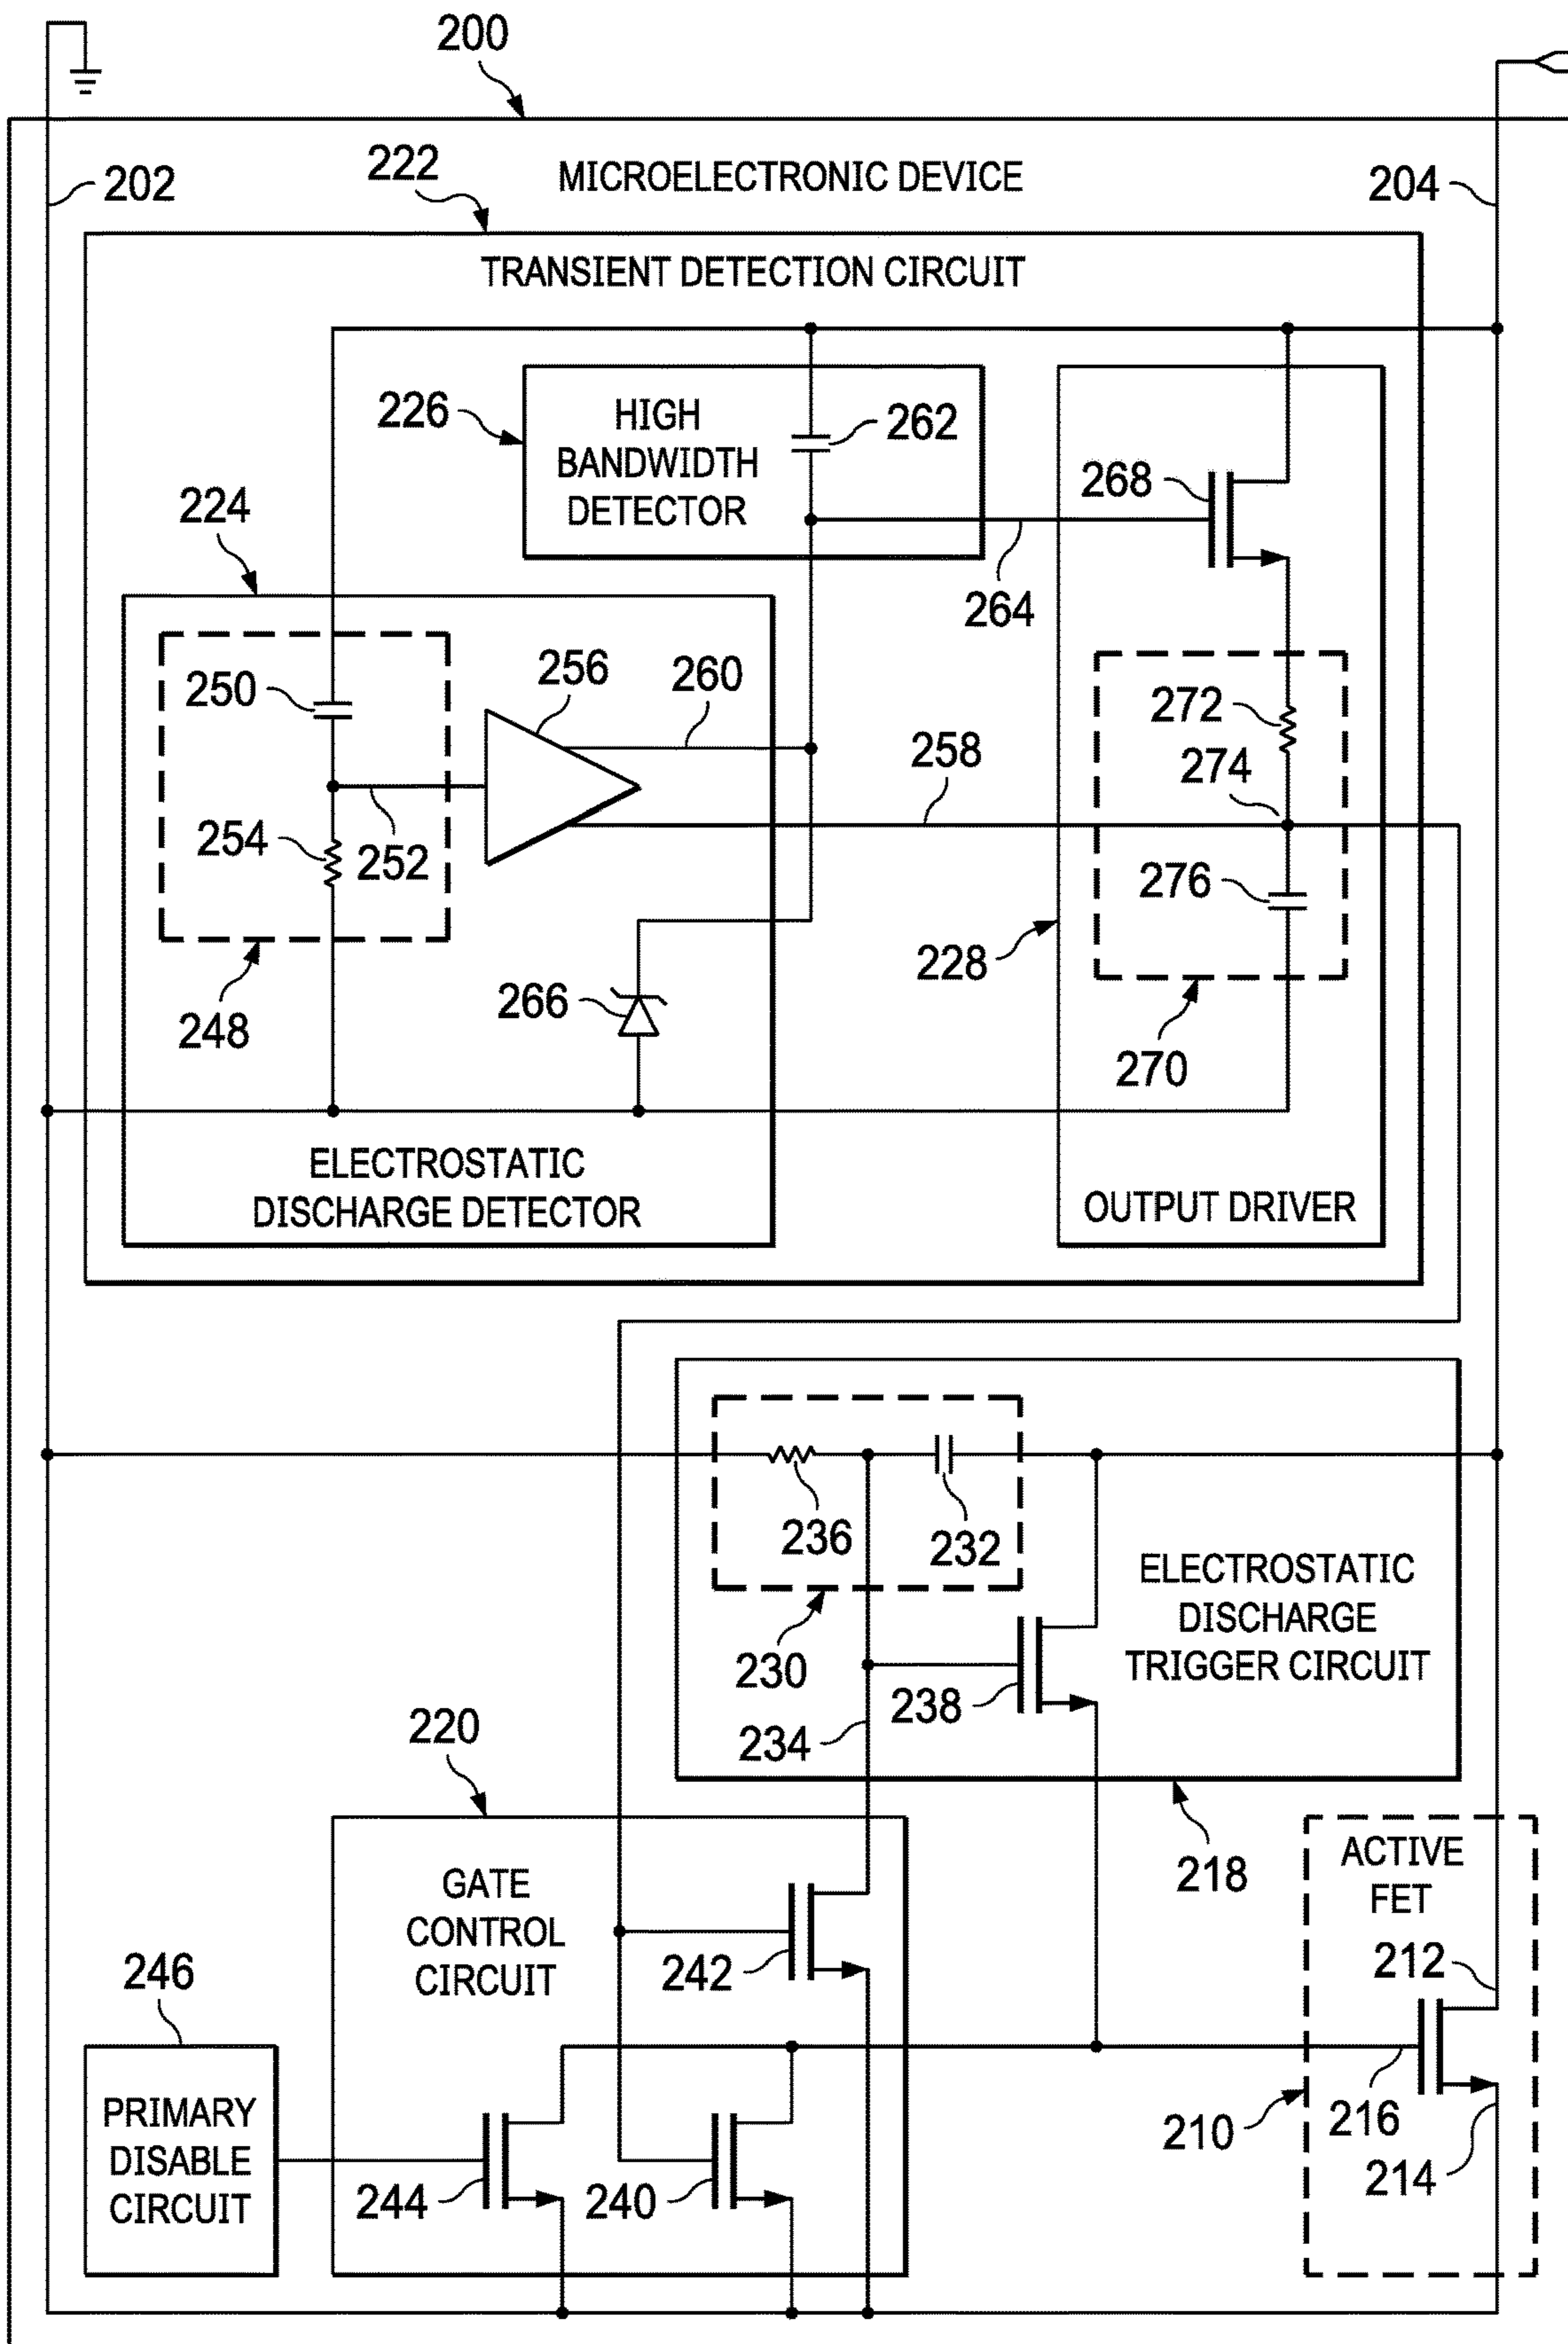 200
202
222
MICROELECTRONIC DEVICE
204
TRANSIENT DETECTION CIRCUIT
226
HIGH
BANDWIDTH
DETECTOR
262
268
224
264
250
256
260
272
258
274
254
252
276
228
248
266
270
ELECTROSTATIC
DISCHARGE DETECTOR
OUTPUT DRIVER
236
232
ELECTROSTATIC
DISCHARGE
TRIGGER CIRCUIT
230
238
234
220
218
ACTIVE
FET
GATE
CONTROL
CIRCUIT
242
212
246
PRIMARY
DISABLE
CIRCUIT
244
240
210
216
214